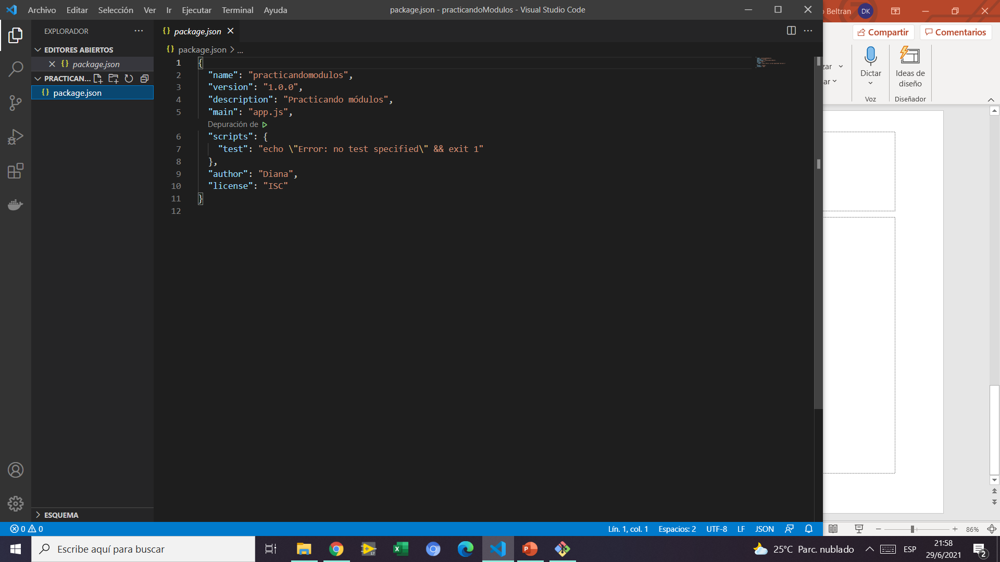 Archivo Editar Selección Ver Ir Ejecutar Terminal Ayuda
package.json - practicandoModulos - Visual Studio Code
Beltran
DK
EXPLORADOR
EDITORES ABIERTOS
package.json
PRACTICAN...
package.json
ESQUEMA
package.json
package.json > ...
1 {
2 "name": "practicandomodulos",
3 "version": "1.0.0",
4 "description": "Practicando módulos",
5 "main": "app.js",
Depuración de
6 "scripts": {
7 "test": "echo \"Error: no test specified\" && exit 1"
8 },
9 "author": "Diana",
10 "license": "ISC"
11 }
12
Compartir
Comentarios
zar
ar
Dictar
Voz
Ideas de
diseño
Diseñador
0 0
Lín. 1, col. 1 Espacios: 2 UTF-8 LF JSON
86%
Escribe aquí para buscar
17
25°C Parc. nublado
ESP
21:58
29/6/2021
2